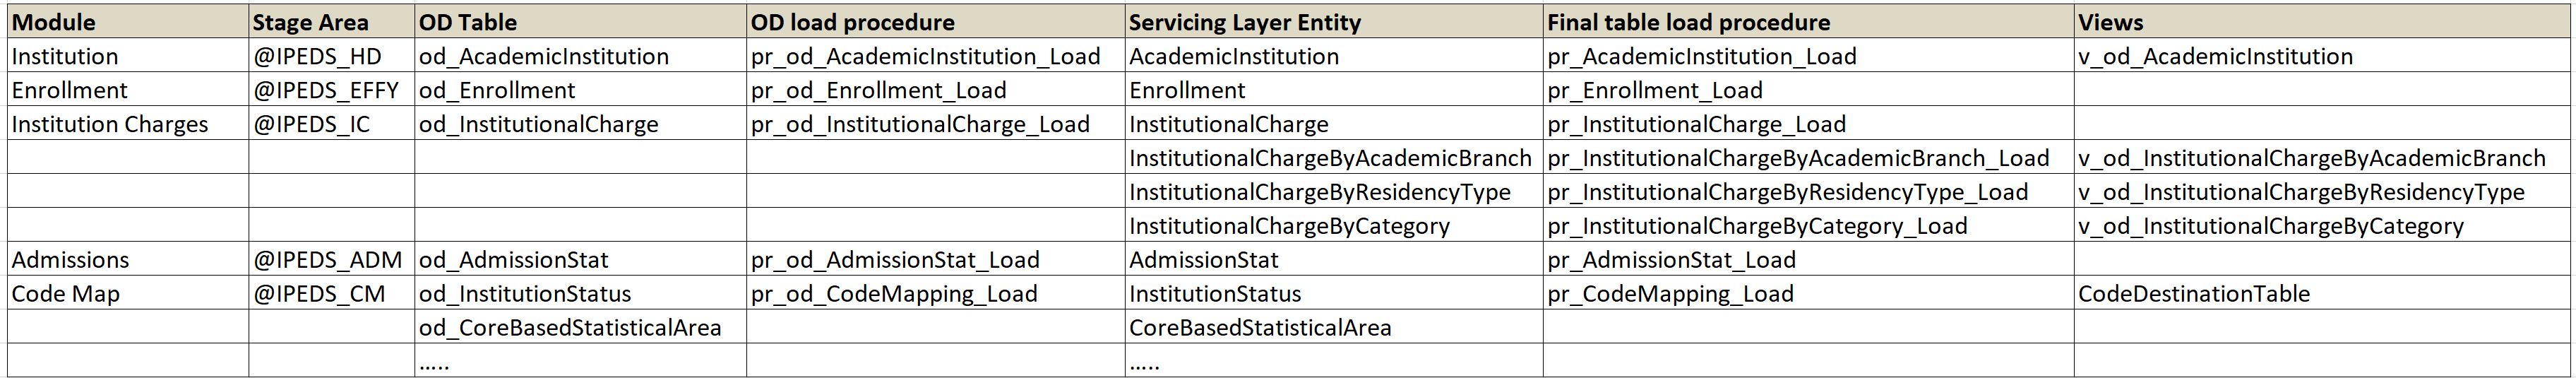 Module Stage Area OD Table OD load procedure Servicing Layer Entity Final table load procedure Views
Institution @IPEDS_HD od_AcademicInstitution pr_od_AcademicInstitution_Load AcademicInstitution pr_AcademicInstitution_Load v_od_AcademicInstitution
Enrollment @IPEDS_EFFY od_Enrollment pr_od_Enrollment_Load Enrollment pr_Enrollment_Load
Institution Charges @IPEDS_IC od_InstitutionalCharge pr_od_InstitutionalCharge_Load InstitutionalCharge pr_InstitutionalCharge_Load
InstitutionalChargeByAcademicBranch pr_InstitutionalChargeByAcademicBranch_Load v_od_InstitutionalChargeByAcademicBranch
InstitutionalChargeByResidencyType pr_InstitutionalChargeByResidencyType_Load v_od_InstitutionalChargeByResidencyType
InstitutionalChargeByCategory pr_InstitutionalChargeByCategory_Load v_od_InstitutionalChargeByCategory
Admissions @IPEDS_ADM od_AdmissionStat pr_od_AdmissionStat_Load AdmissionStat pr_AdmissionStat_Load
Code Map @IPEDS_CM od_InstitutionStatus pr_od_CodeMapping_Load InstitutionStatus pr_CodeMapping_Load CodeDestinationTable
od_CoreBasedStatisticalArea CoreBasedStatisticalArea
..... .....